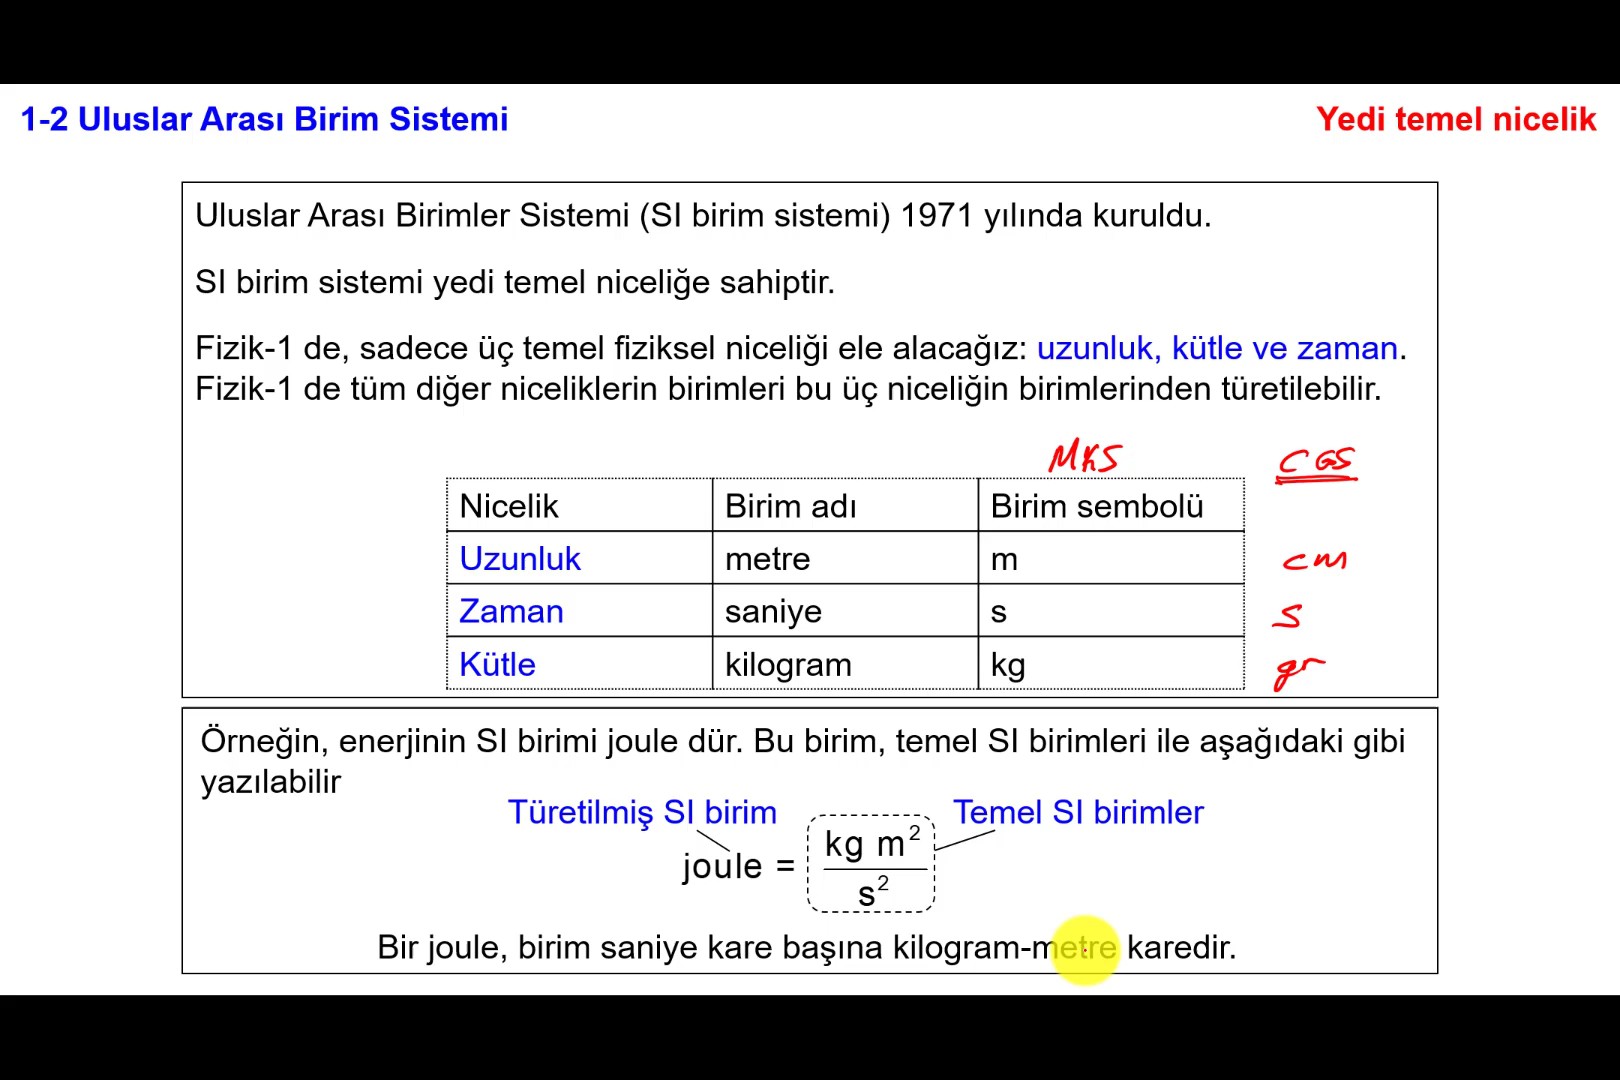 1-2 Uluslar Arası Birim Sistemi
Yedi temel nicelik
Uluslar Arası Birimler Sistemi (SI birim sistemi) 1971 yılında kuruldu.
SI birim sistemi yedi temel niceliğe sahiptir.
Fizik-1 de, sadece üç temel fiziksel niceliği ele alacağız: uzunluk, kütle ve zaman.
Fizik-1 de tüm diğer niceliklerin birimleri bu üç niceliğin birimlerinden türetilebilir.
MKS CGS
Nicelik Birim adı Birim sembolü
Uzunluk metre m cm
Zaman saniye s s
Kütle kilogram kg gr
Örneğin, enerjinin SI birimi joule dür. Bu birim, temel SI birimleri ile aşağıdaki gibi
yazılabilir
Türetilmiş SI birim Temel SI birimler
joule = kg m²
s²
Bir joule, birim saniye kare başına kilogram-metre karedir.